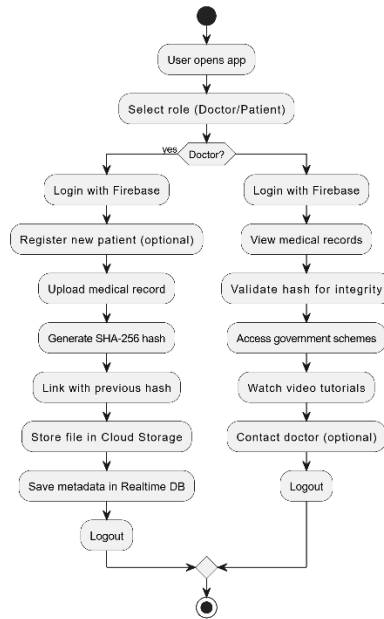 User opens app
Select role (Doctor/Patient)
yes
Doctor?
Login with Firebase
Register new patient (optional)
Upload medical record
Generate SHA-256 hash
Link with previous hash
Store file in Cloud Storage
Save metadata in Realtime DB
Logout
Login with Firebase
View medical records
Validate hash for integrity
Access government schemes
Watch video tutorials
Contact doctor (optional)
Logout